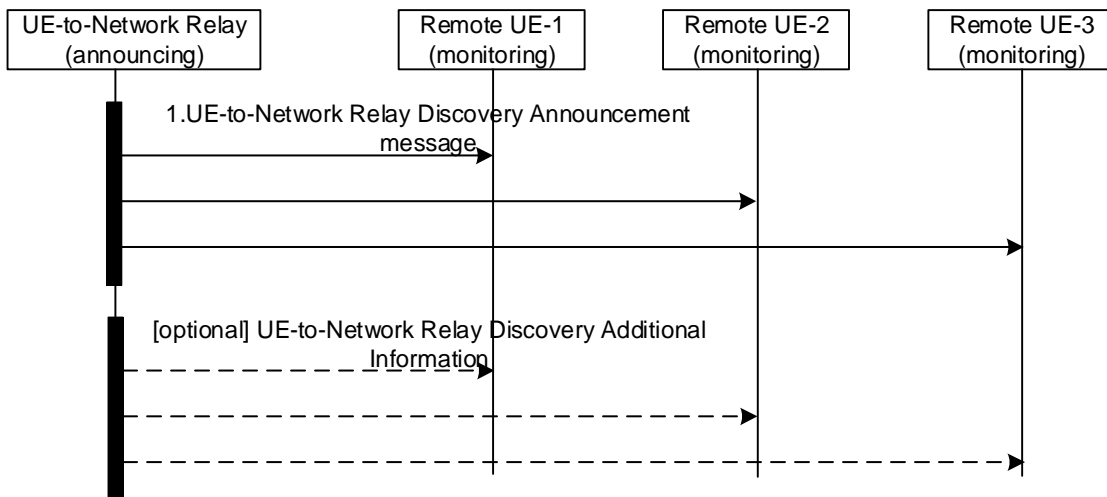 UE-to-Network Relay
(announcing)
Remote UE-1
(monitoring)
Remote UE-2
(monitoring)
Remote UE-3
(monitoring)
1.UE-to-Network Relay Discovery Announcement
message
[optional] UE-to-Network Relay Discovery Additional
Information